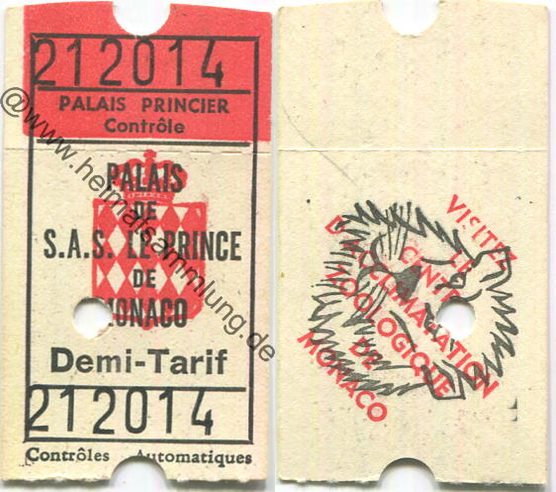 212014
PALAIS PRINCIER
Contrôle
PALAIS
DE
S.A.S. LE PRINCE
DE
MONACO
Demi-Tarif
212014
Contrôles Automatiques
@www.heimatsammlung.de
VISITEZ
LE
CENTRE
D'ACCLIMATATION
ZOOLOGIQUE
DE
MONACO